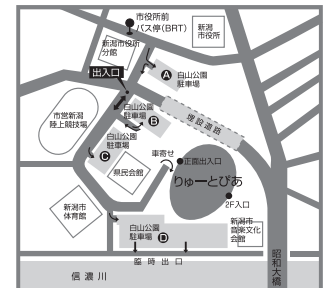 市役所前
バス停(BRT)
新潟
市役所
新潟市役所
分館
出入口
A
白山公園
駐車場
白山公園
駐車場
B
埋設道路
市営新潟
陸上競技場
白山公園
駐車場
C
車寄せ
正面出入口
県民会館
りゅーとぴあ
新潟市
体育館
2F入口
白山公園
駐車場
D
新潟市
音楽文化
会館
臨時出口
信濃川
昭和大橋